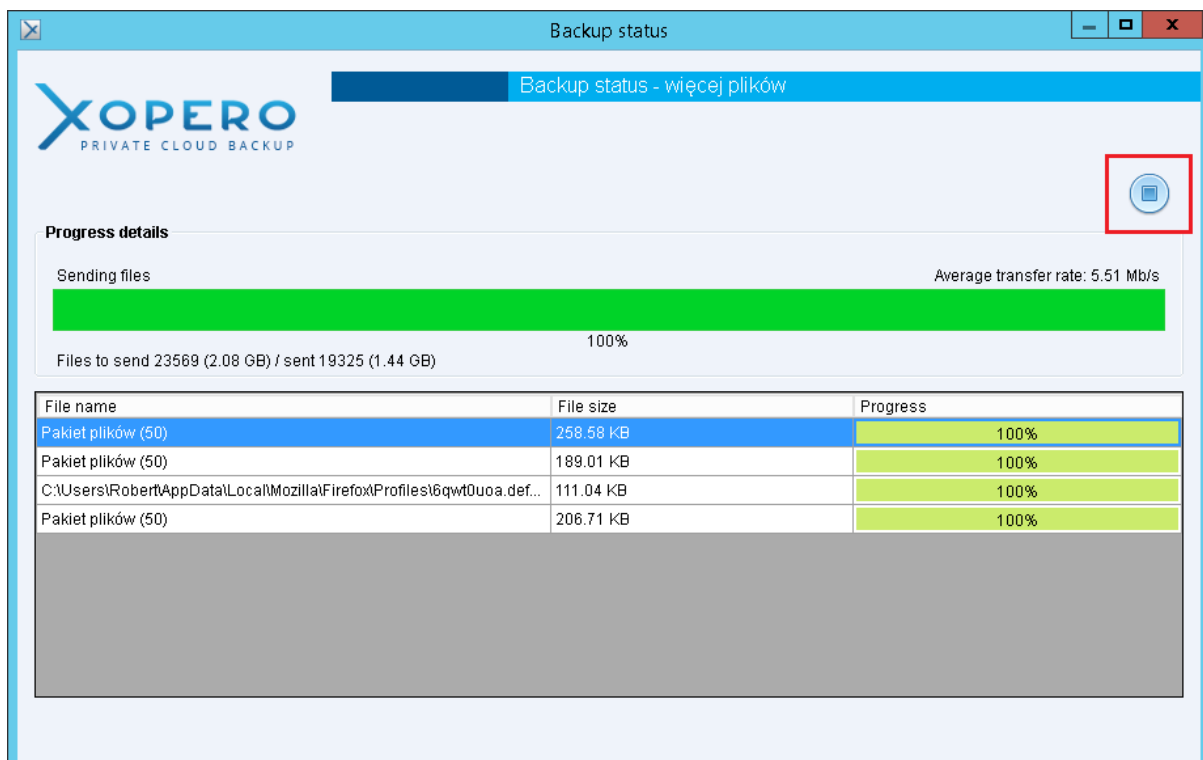 Backup status
Backup status - więcej plików
XOPERO
PRIVATE CLOUD BACKUP
Progress details
Sending files Average transfer rate: 5.51 Mb/s
100%
Files to send 23569 (2.08 GB) / sent 19325 (1.44 GB)
File name File size Progress
Pakiet plików (50) 258.58 KB 100%
Pakiet plików (50) 189.01 KB 100%
C:\Users\Robert\AppData\Local\Mozilla\Firefox\Profiles\6qwt0uoa.def... 111.04 KB 100%
Pakiet plików (50) 206.71 KB 100%